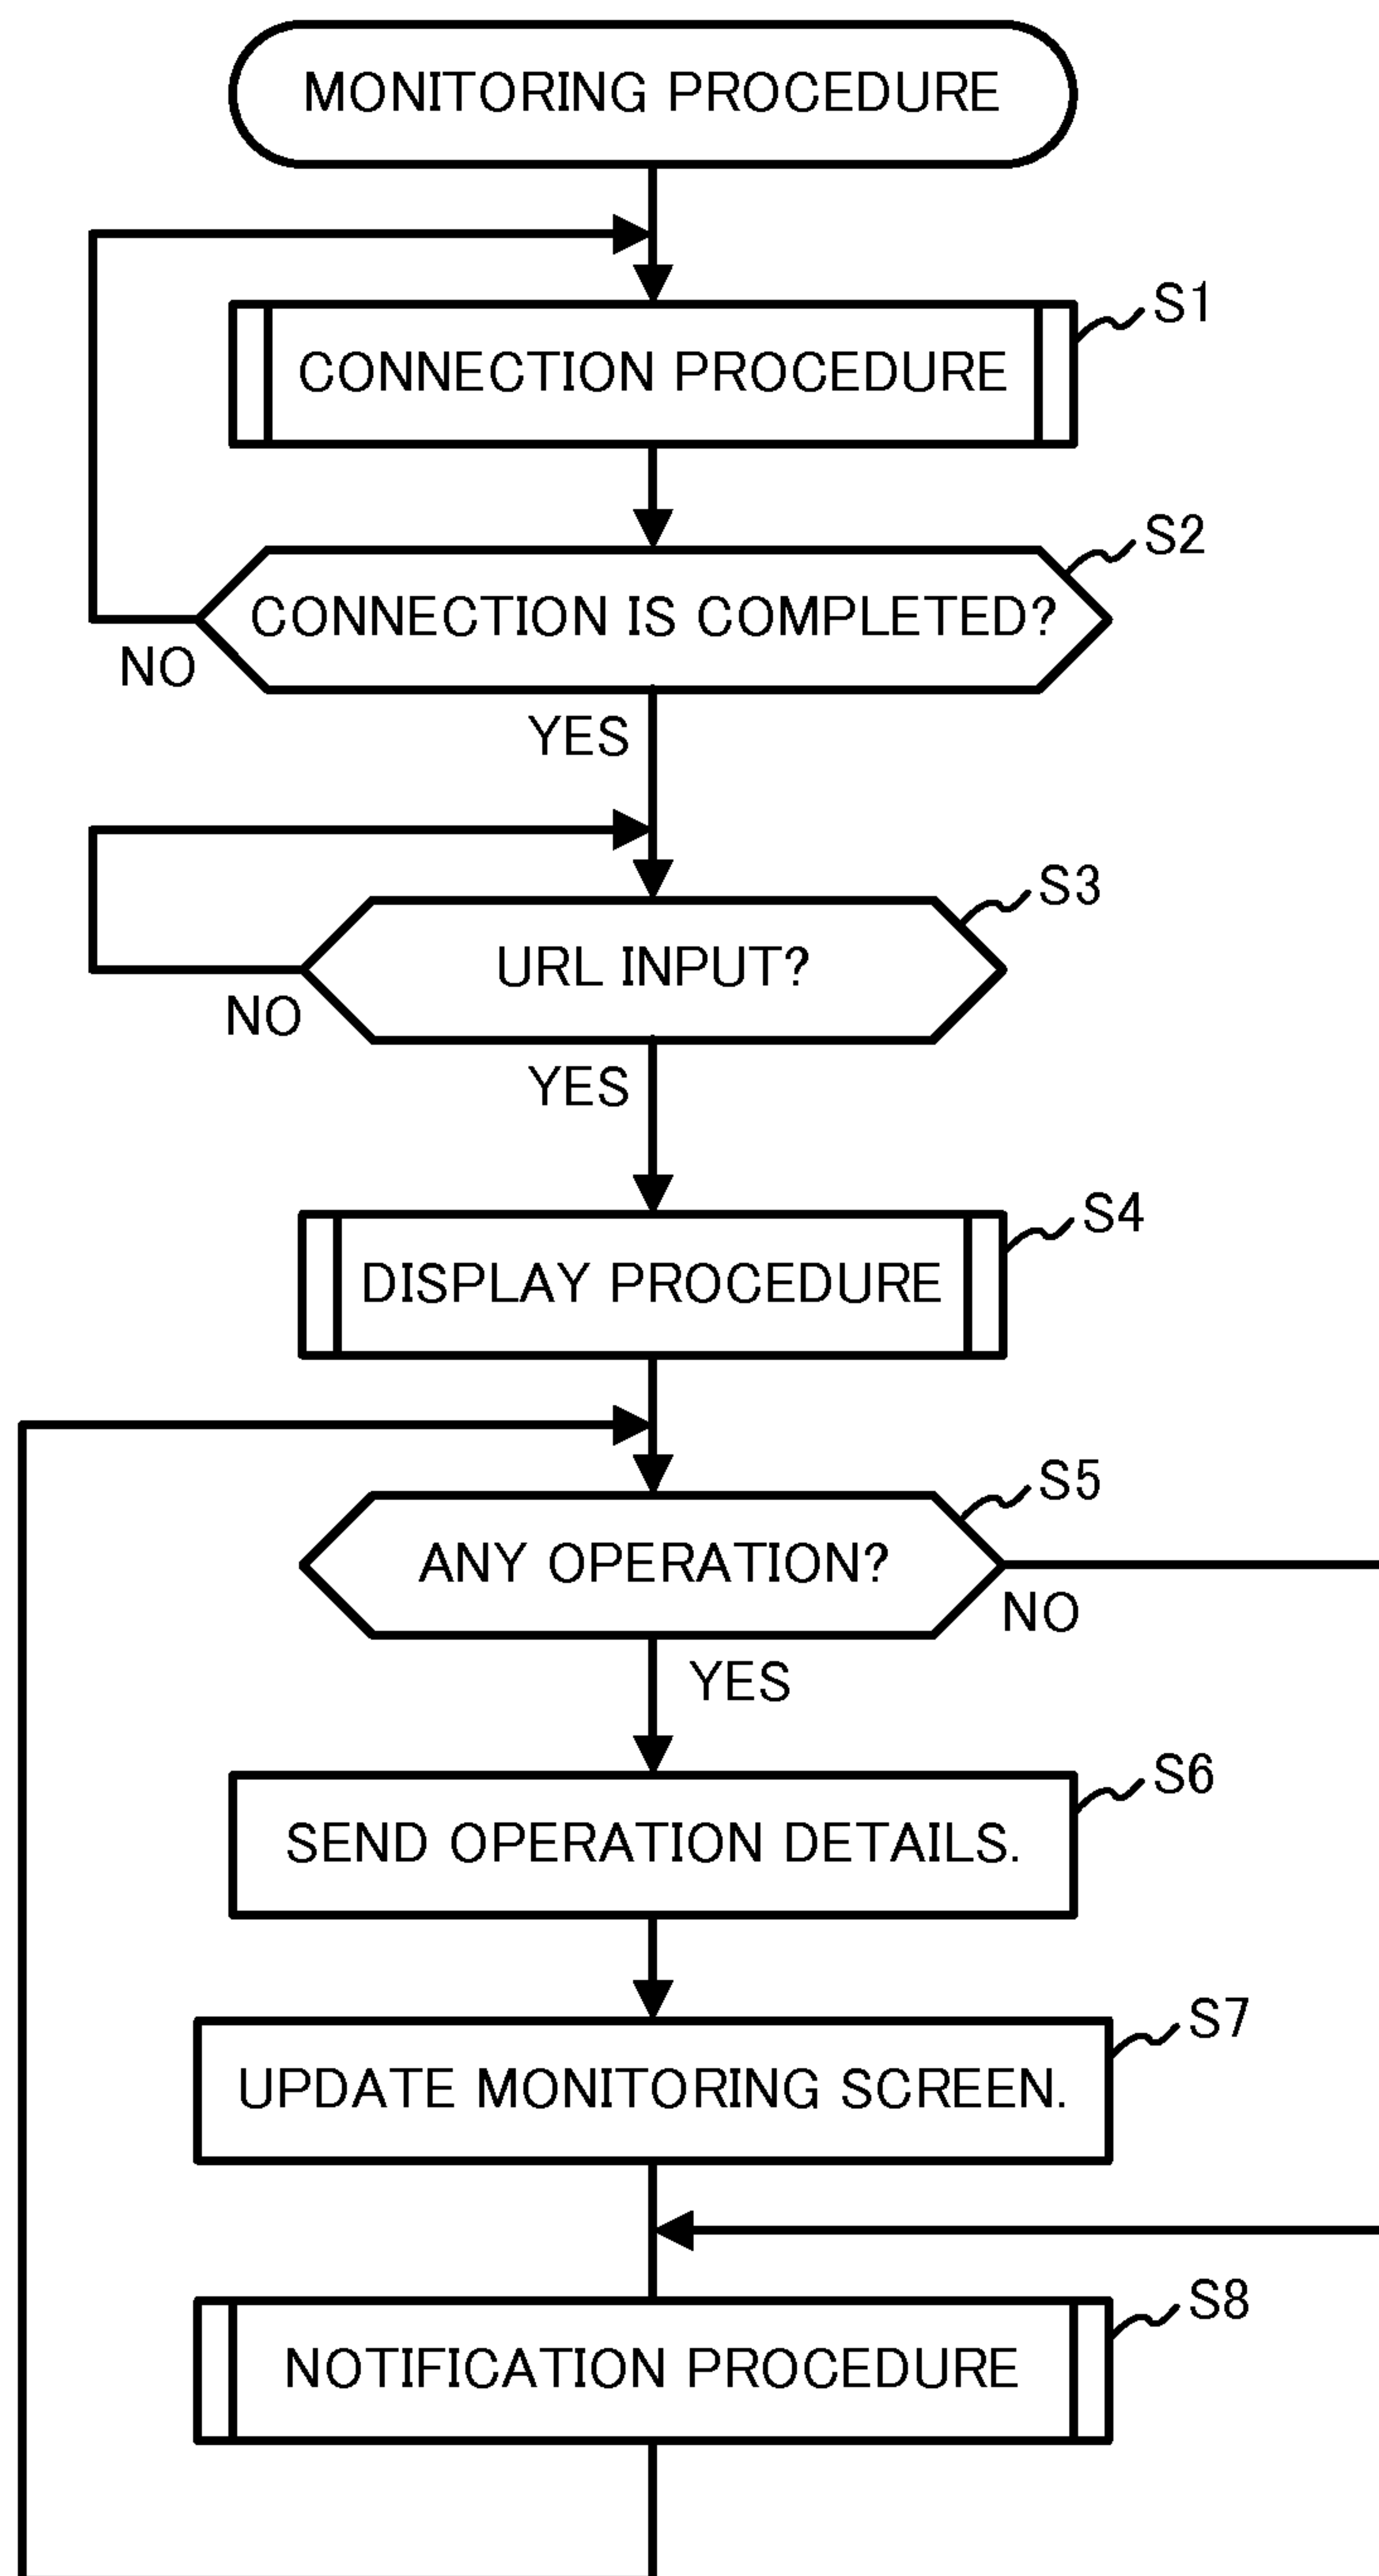 MONITORING PROCEDURE
S1
CONNECTION PROCEDURE
S2
CONNECTION IS COMPLETED?
NO
YES
S3
URL INPUT?
NO
YES
S4
DISPLAY PROCEDURE
S5
ANY OPERATION?
NO
YES
S6
SEND OPERATION DETAILS.
S7
UPDATE MONITORING SCREEN.
S8
NOTIFICATION PROCEDURE